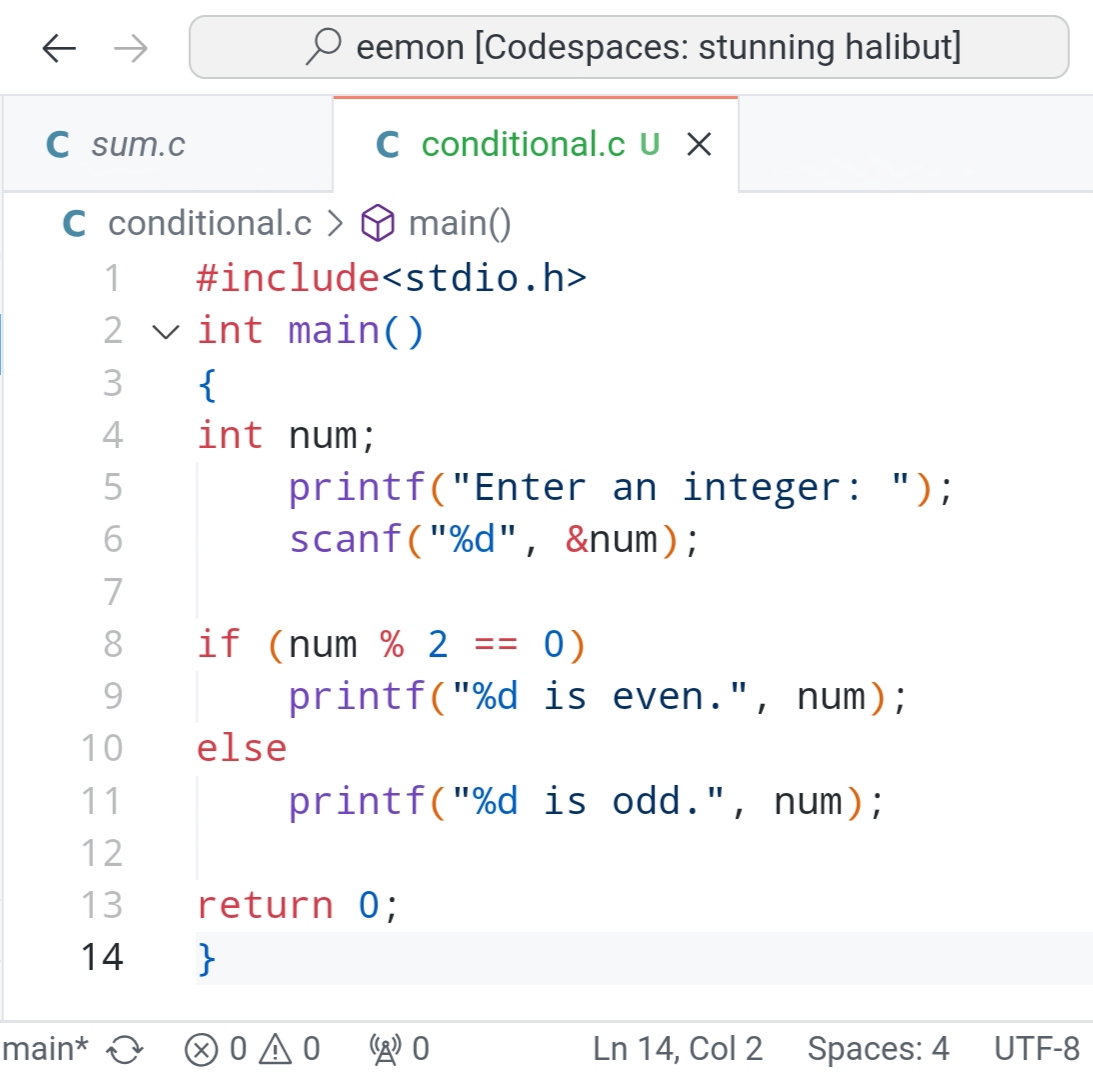 eemon [Codespaces: stunning halibut]
C sum.c C conditional.c U
C conditional.c > main()
1 #include<stdio.h>
2 int main()
3 {
4 int num;
5     printf("Enter an integer: ");
6     scanf("%d", &num);
7
8 if (num % 2 == 0)
9     printf("%d is even.", num);
10 else
11     printf("%d is odd.", num);
12
13 return 0;
14 }
main* 0 0 0 Ln 14, Col 2 Spaces: 4 UTF-8